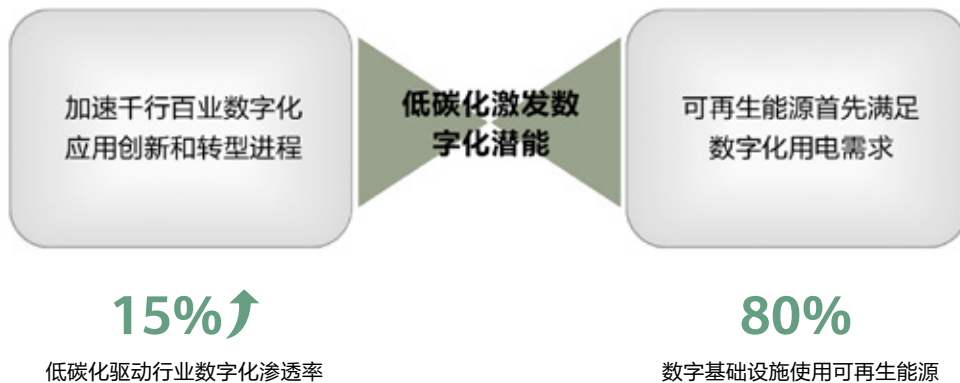 加速千行百业数字化
应用创新和转型进程
低碳化激发数
字化潜能
可再生能源首先满足
数字化用电需求
15%
低碳化驱动行业数字化渗透率
80%
数字基础设施使用可再生能源